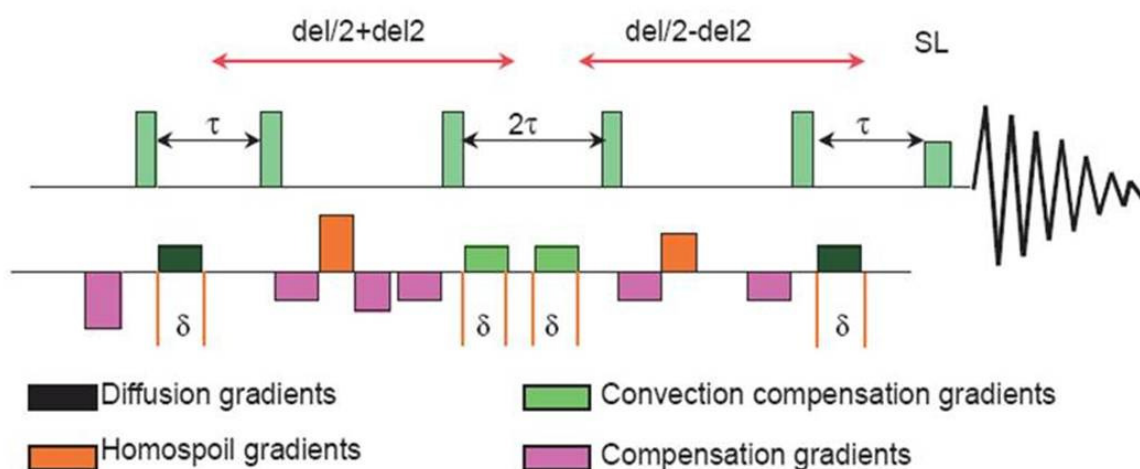 del/2+del2 del/2-del2 SL
τ 2τ τ
δ δ δ δ
Diffusion gradients Convection compensation gradients
Homospoil gradients Compensation gradients